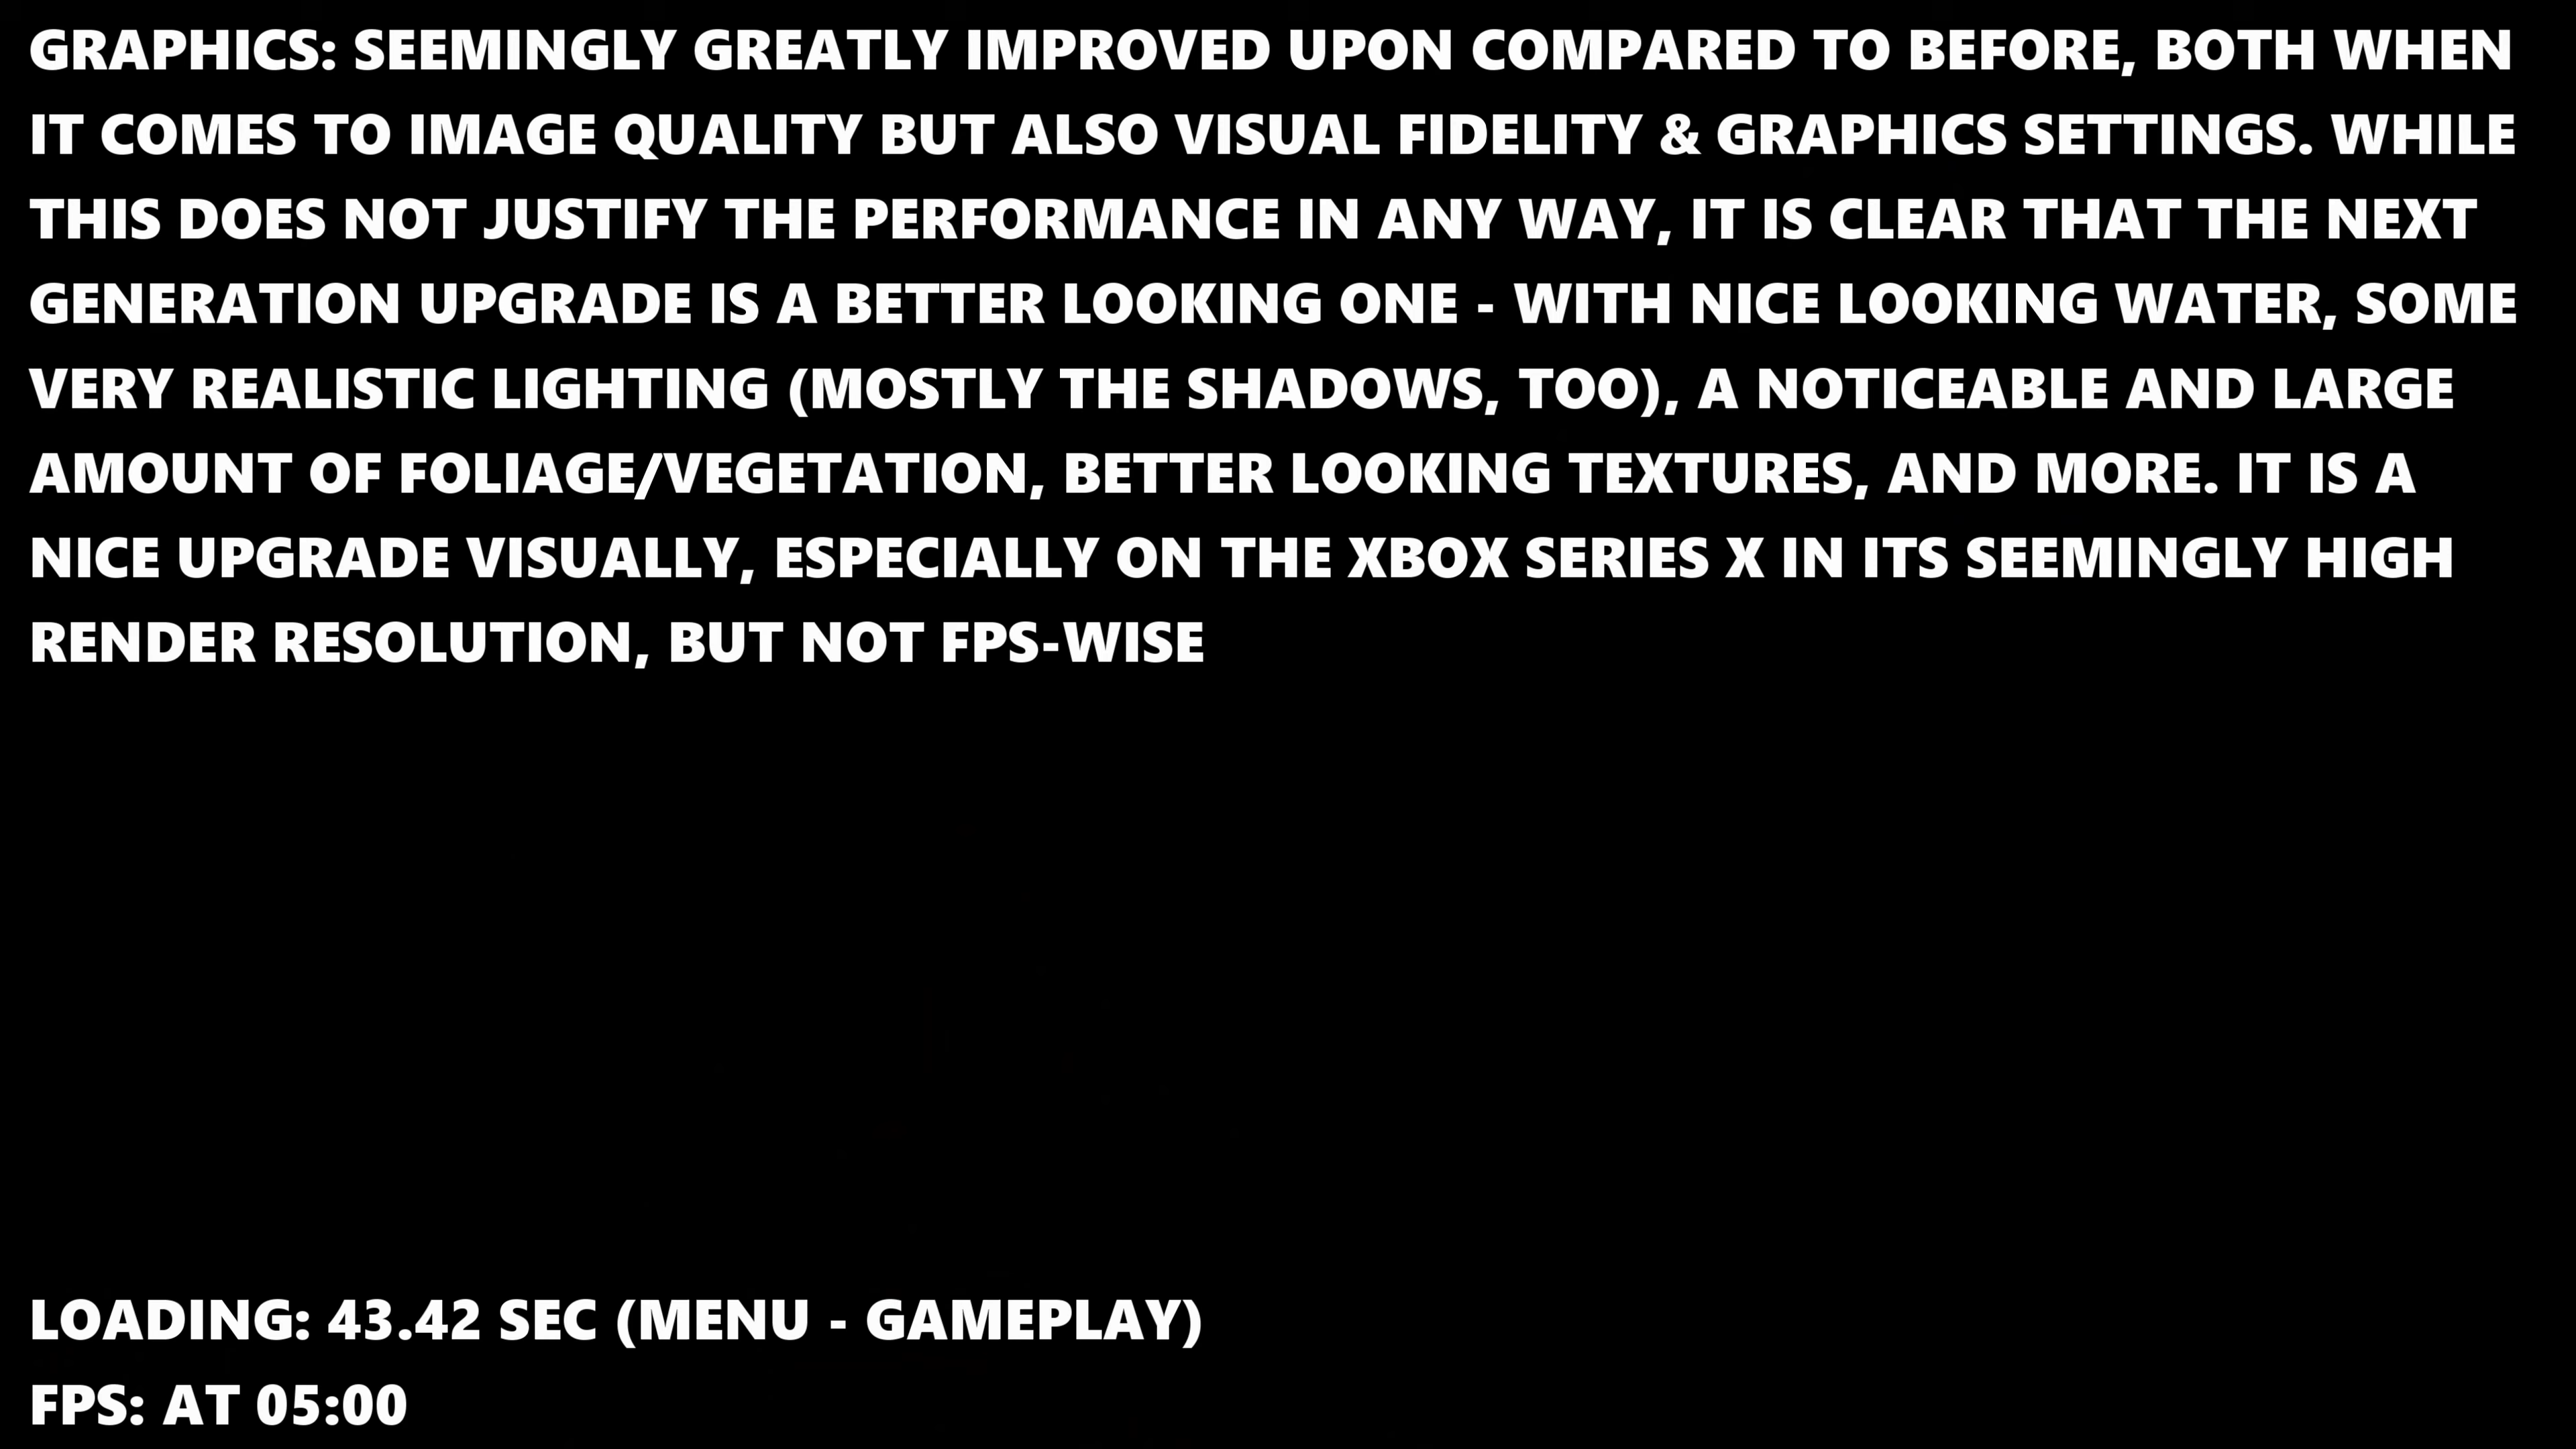 GRAPHICS: SEEMINGLY GREATLY IMPROVED UPON COMPARED TO BEFORE, BOTH WHEN
IT COMES TO IMAGE QUALITY BUT ALSO VISUAL FIDELITY & GRAPHICS SETTINGS. WHILE
THIS DOES NOT JUSTIFY THE PERFORMANCE IN ANY WAY, IT IS CLEAR THAT THE NEXT
GENERATION UPGRADE IS A BETTER LOOKING ONE - WITH NICE LOOKING WATER, SOME
VERY REALISTIC LIGHTING (MOSTLY THE SHADOWS, TOO), A NOTICEABLE AND LARGE
AMOUNT OF FOLIAGE/VEGETATION, BETTER LOOKING TEXTURES, AND MORE. IT IS A
NICE UPGRADE VISUALLY, ESPECIALLY ON THE XBOX SERIES X IN ITS SEEMINGLY HIGH
RENDER RESOLUTION, BUT NOT FPS-WISE
LOADING: 43.42 SEC (MENU - GAMEPLAY)
FPS: AT 05:00